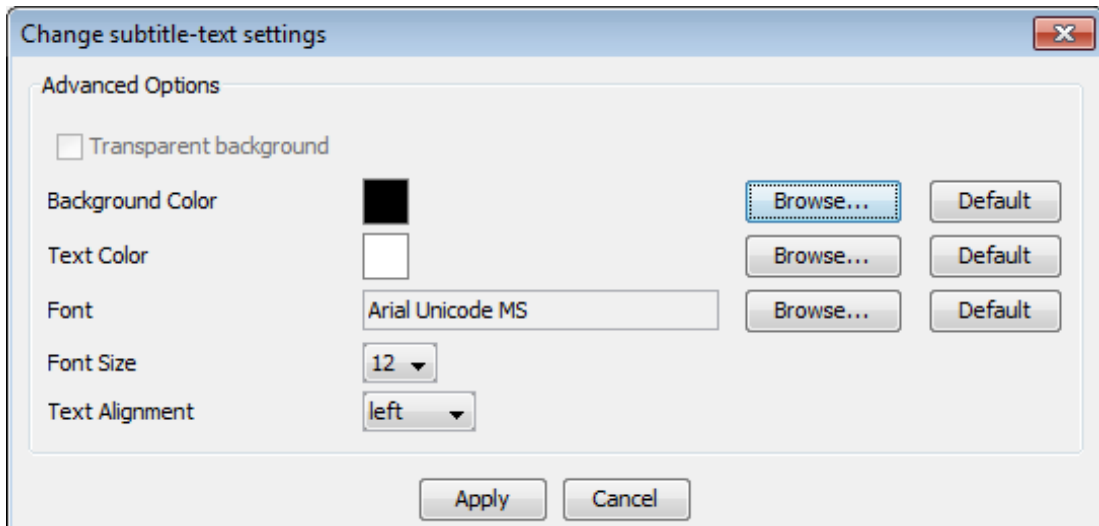 Change subtitle-text settings
Advanced Options
Transparent background
Background Color Browse... Default
Text Color Browse... Default
Font Arial Unicode MS Browse... Default
Font Size 12
Text Alignment left
Apply Cancel